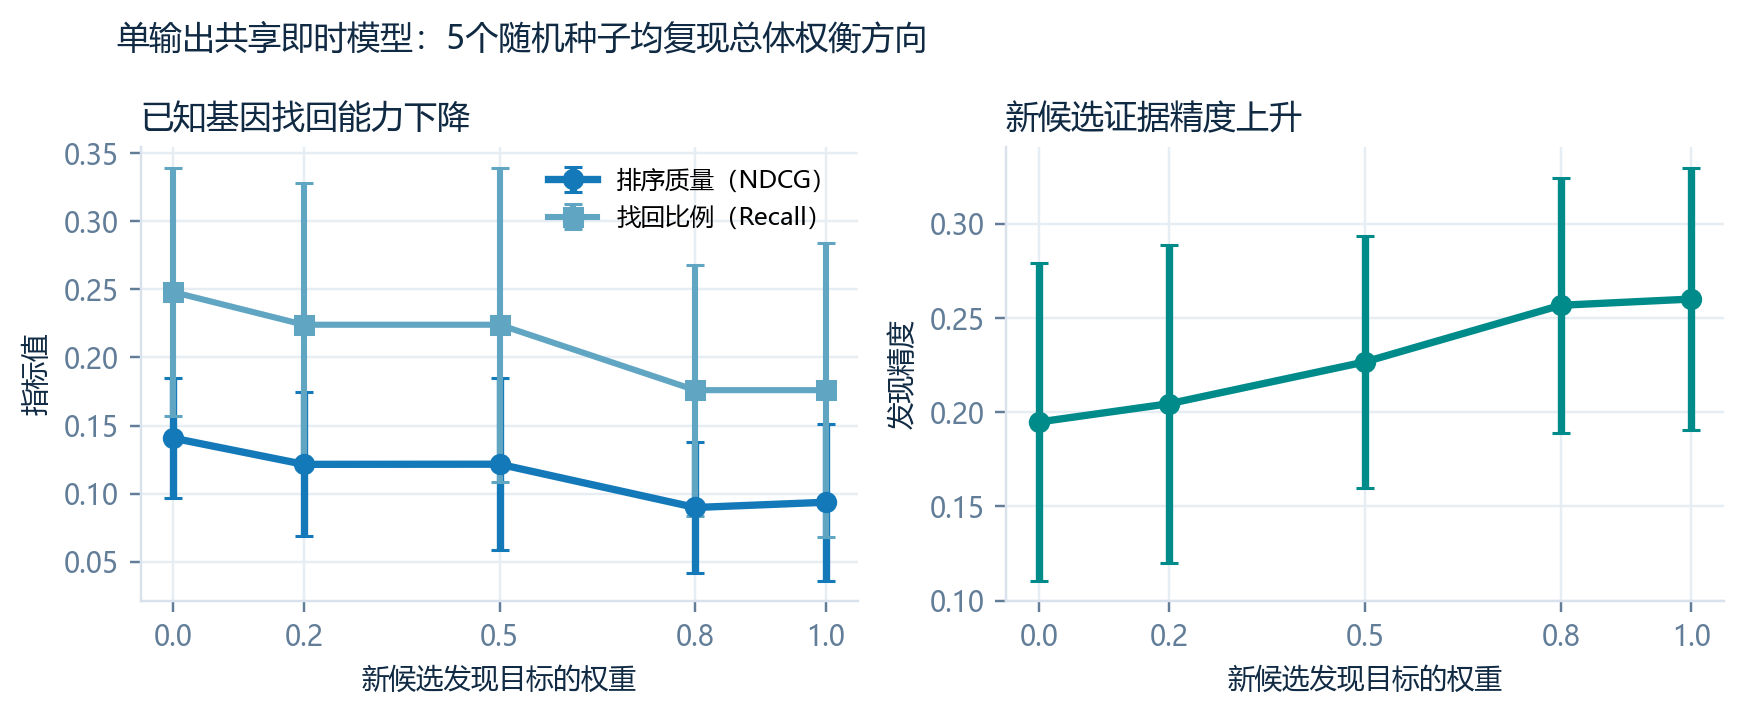 单输出共享即时模型：5个随机种子均复现总体权衡方向
已知基因找回能力下降
新候选证据精度上升
指标值
0.35
0.30
0.25
0.20
0.15
0.10
0.05
排序质量（NDCG）
找回比例（Recall）
0.0 0.2 0.5 0.8 1.0
新候选发现目标的权重
发现精度
0.30
0.25
0.20
0.15
0.10
0.0 0.2 0.5 0.8 1.0
新候选发现目标的权重